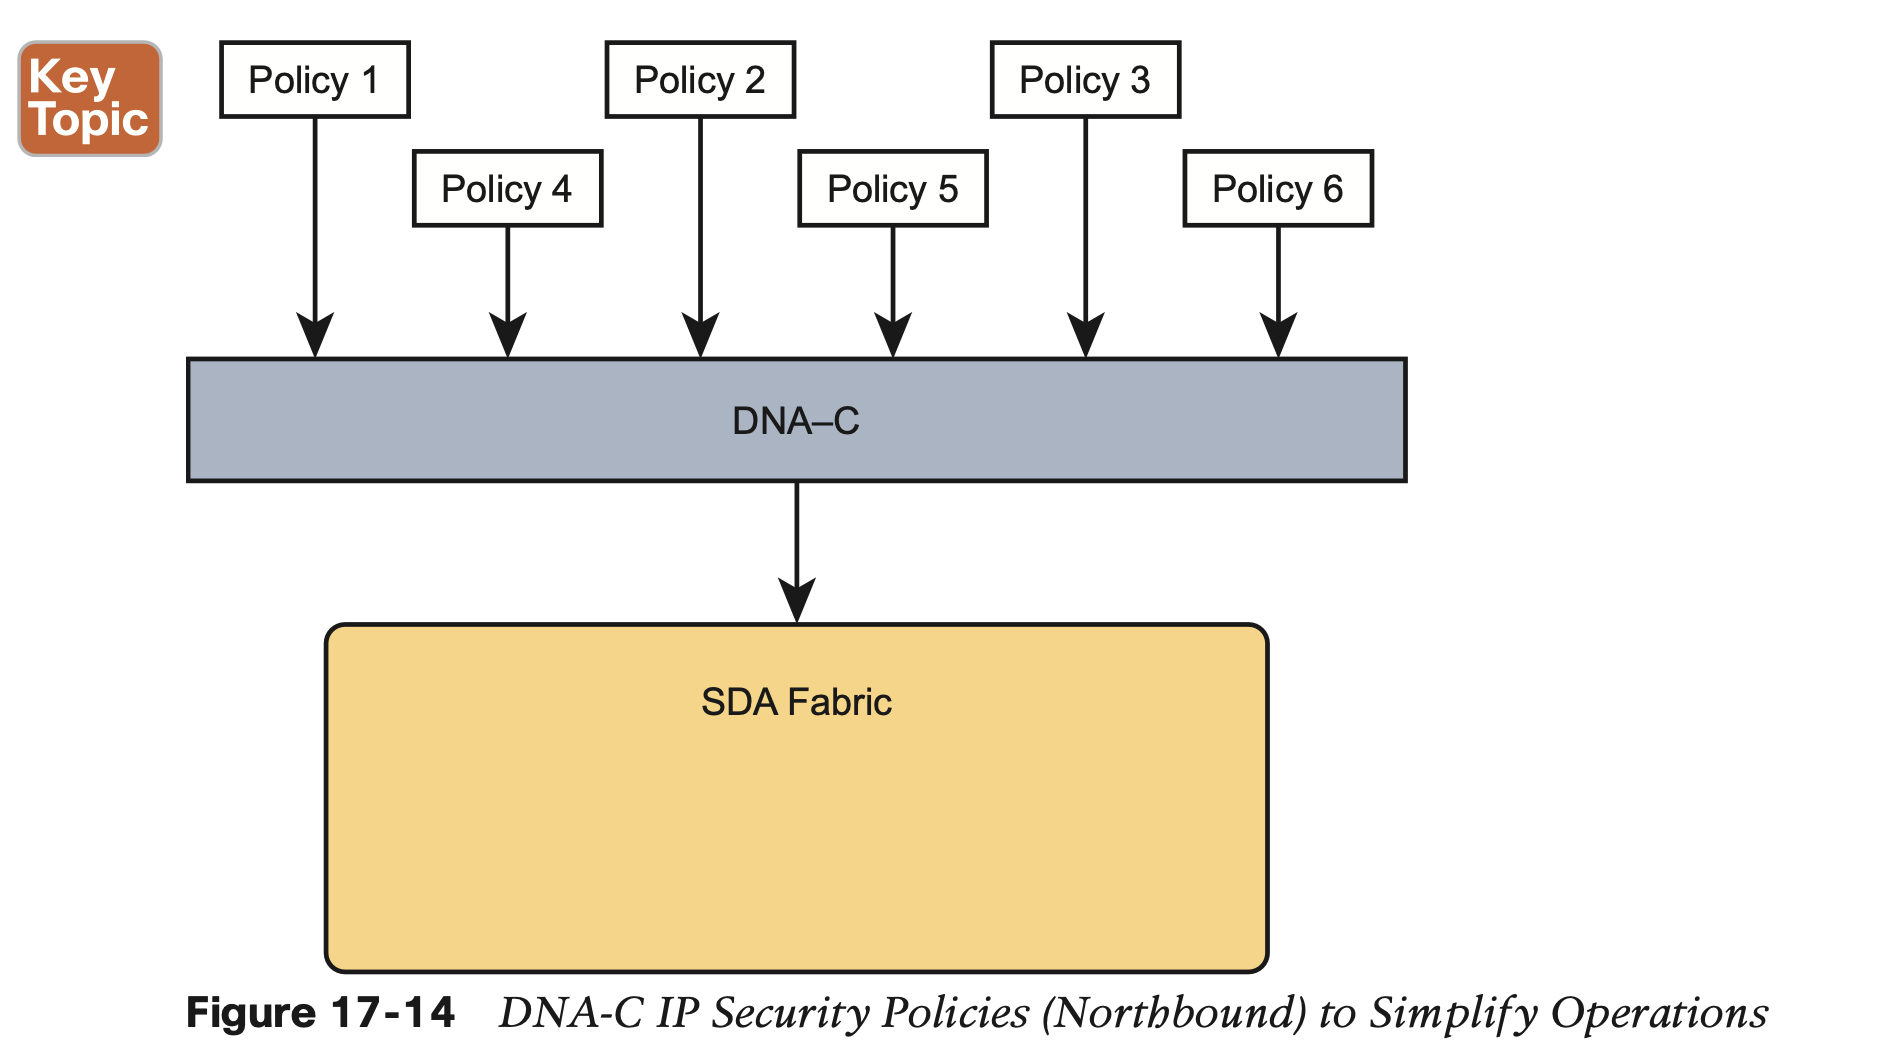 Key
Topic
Policy 1
Policy 2
Policy 3
Policy 4
Policy 5
Policy 6
DNA–C
SDA Fabric
Figure 17-14 DNA-C IP Security Policies (Northbound) to Simplify Operations